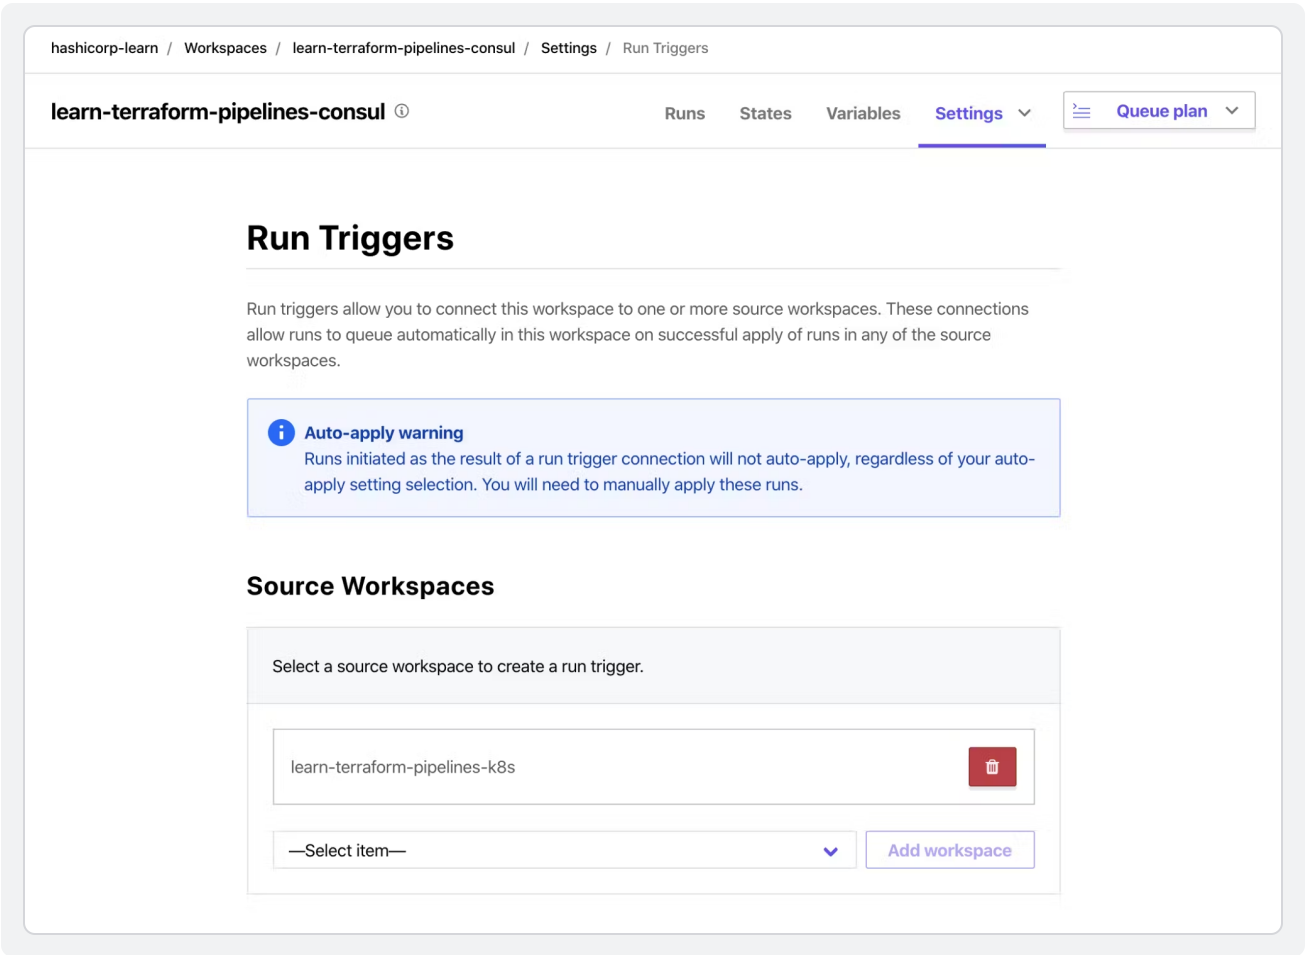 hashicorp-learn / Workspaces / learn-terraform-pipelines-consul / Settings / Run Triggers
learn-terraform-pipelines-consul
Runs States Variables Settings Queue plan
Run Triggers
Run triggers allow you to connect this workspace to one or more source workspaces. These connections
allow runs to queue automatically in this workspace on successful apply of runs in any of the source
workspaces.
Auto-apply warning
Runs initiated as the result of a run trigger connection will not auto-apply, regardless of your auto-
apply setting selection. You will need to manually apply these runs.
Source Workspaces
Select a source workspace to create a run trigger.
learn-terraform-pipelines-k8s
—Select item— Add workspace